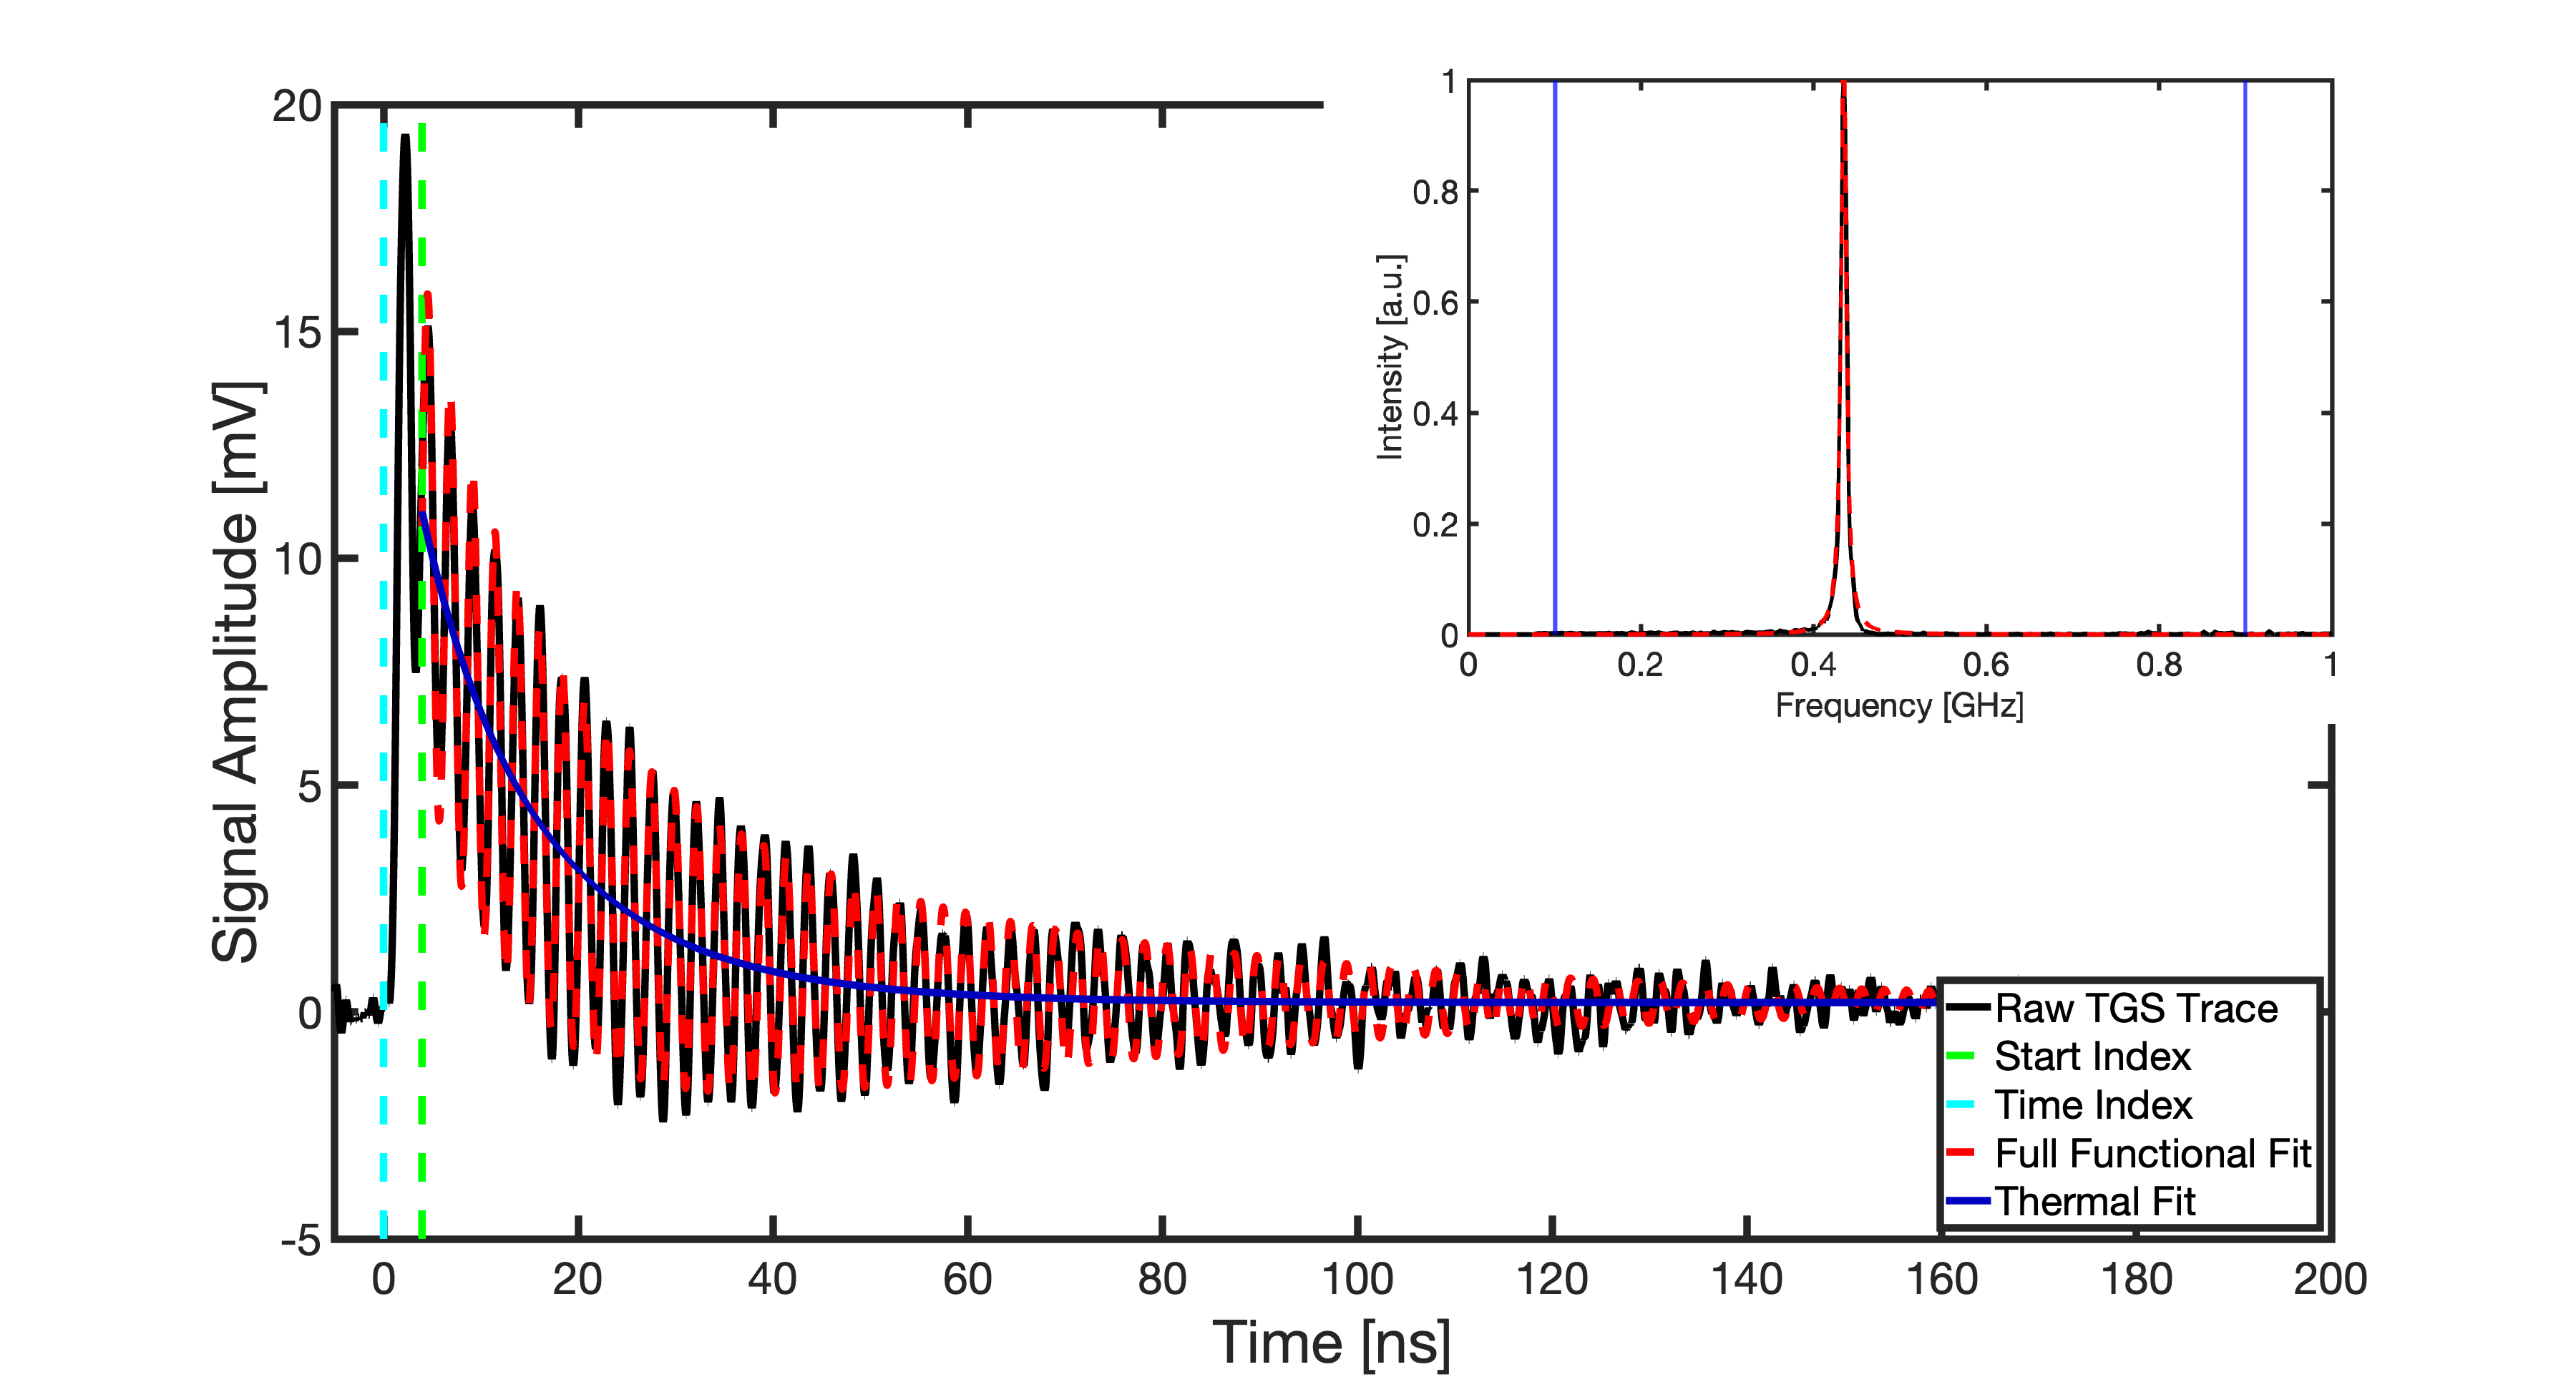 20
15
10
5
0
-5
Signal Amplitude [mV]
0 20 40 60 80 100 120 140 160 180 200
Time [ns]
1
0.8
0.6
0.4
0.2
0
Intensity [a.u.]
0 0.2 0.4 0.6 0.8 1
Frequency [GHz]
Raw TGS Trace
Start Index
Time Index
Full Functional Fit
Thermal Fit